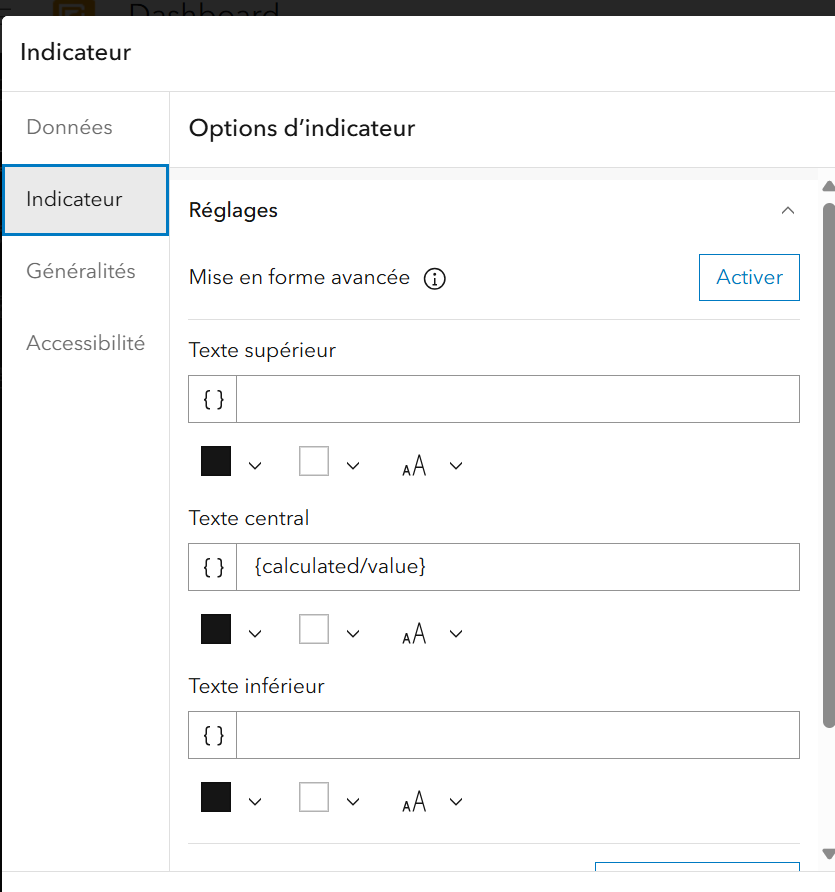 Dashboard
Indicateur
Données
Indicateur
Généralités
Accessibilité
Options d’indicateur
Réglages
Mise en forme avancée
Activer
Texte supérieur
{ }
AA
Texte central
{ } {calculated/value}
AA
Texte inférieur
{ }
AA